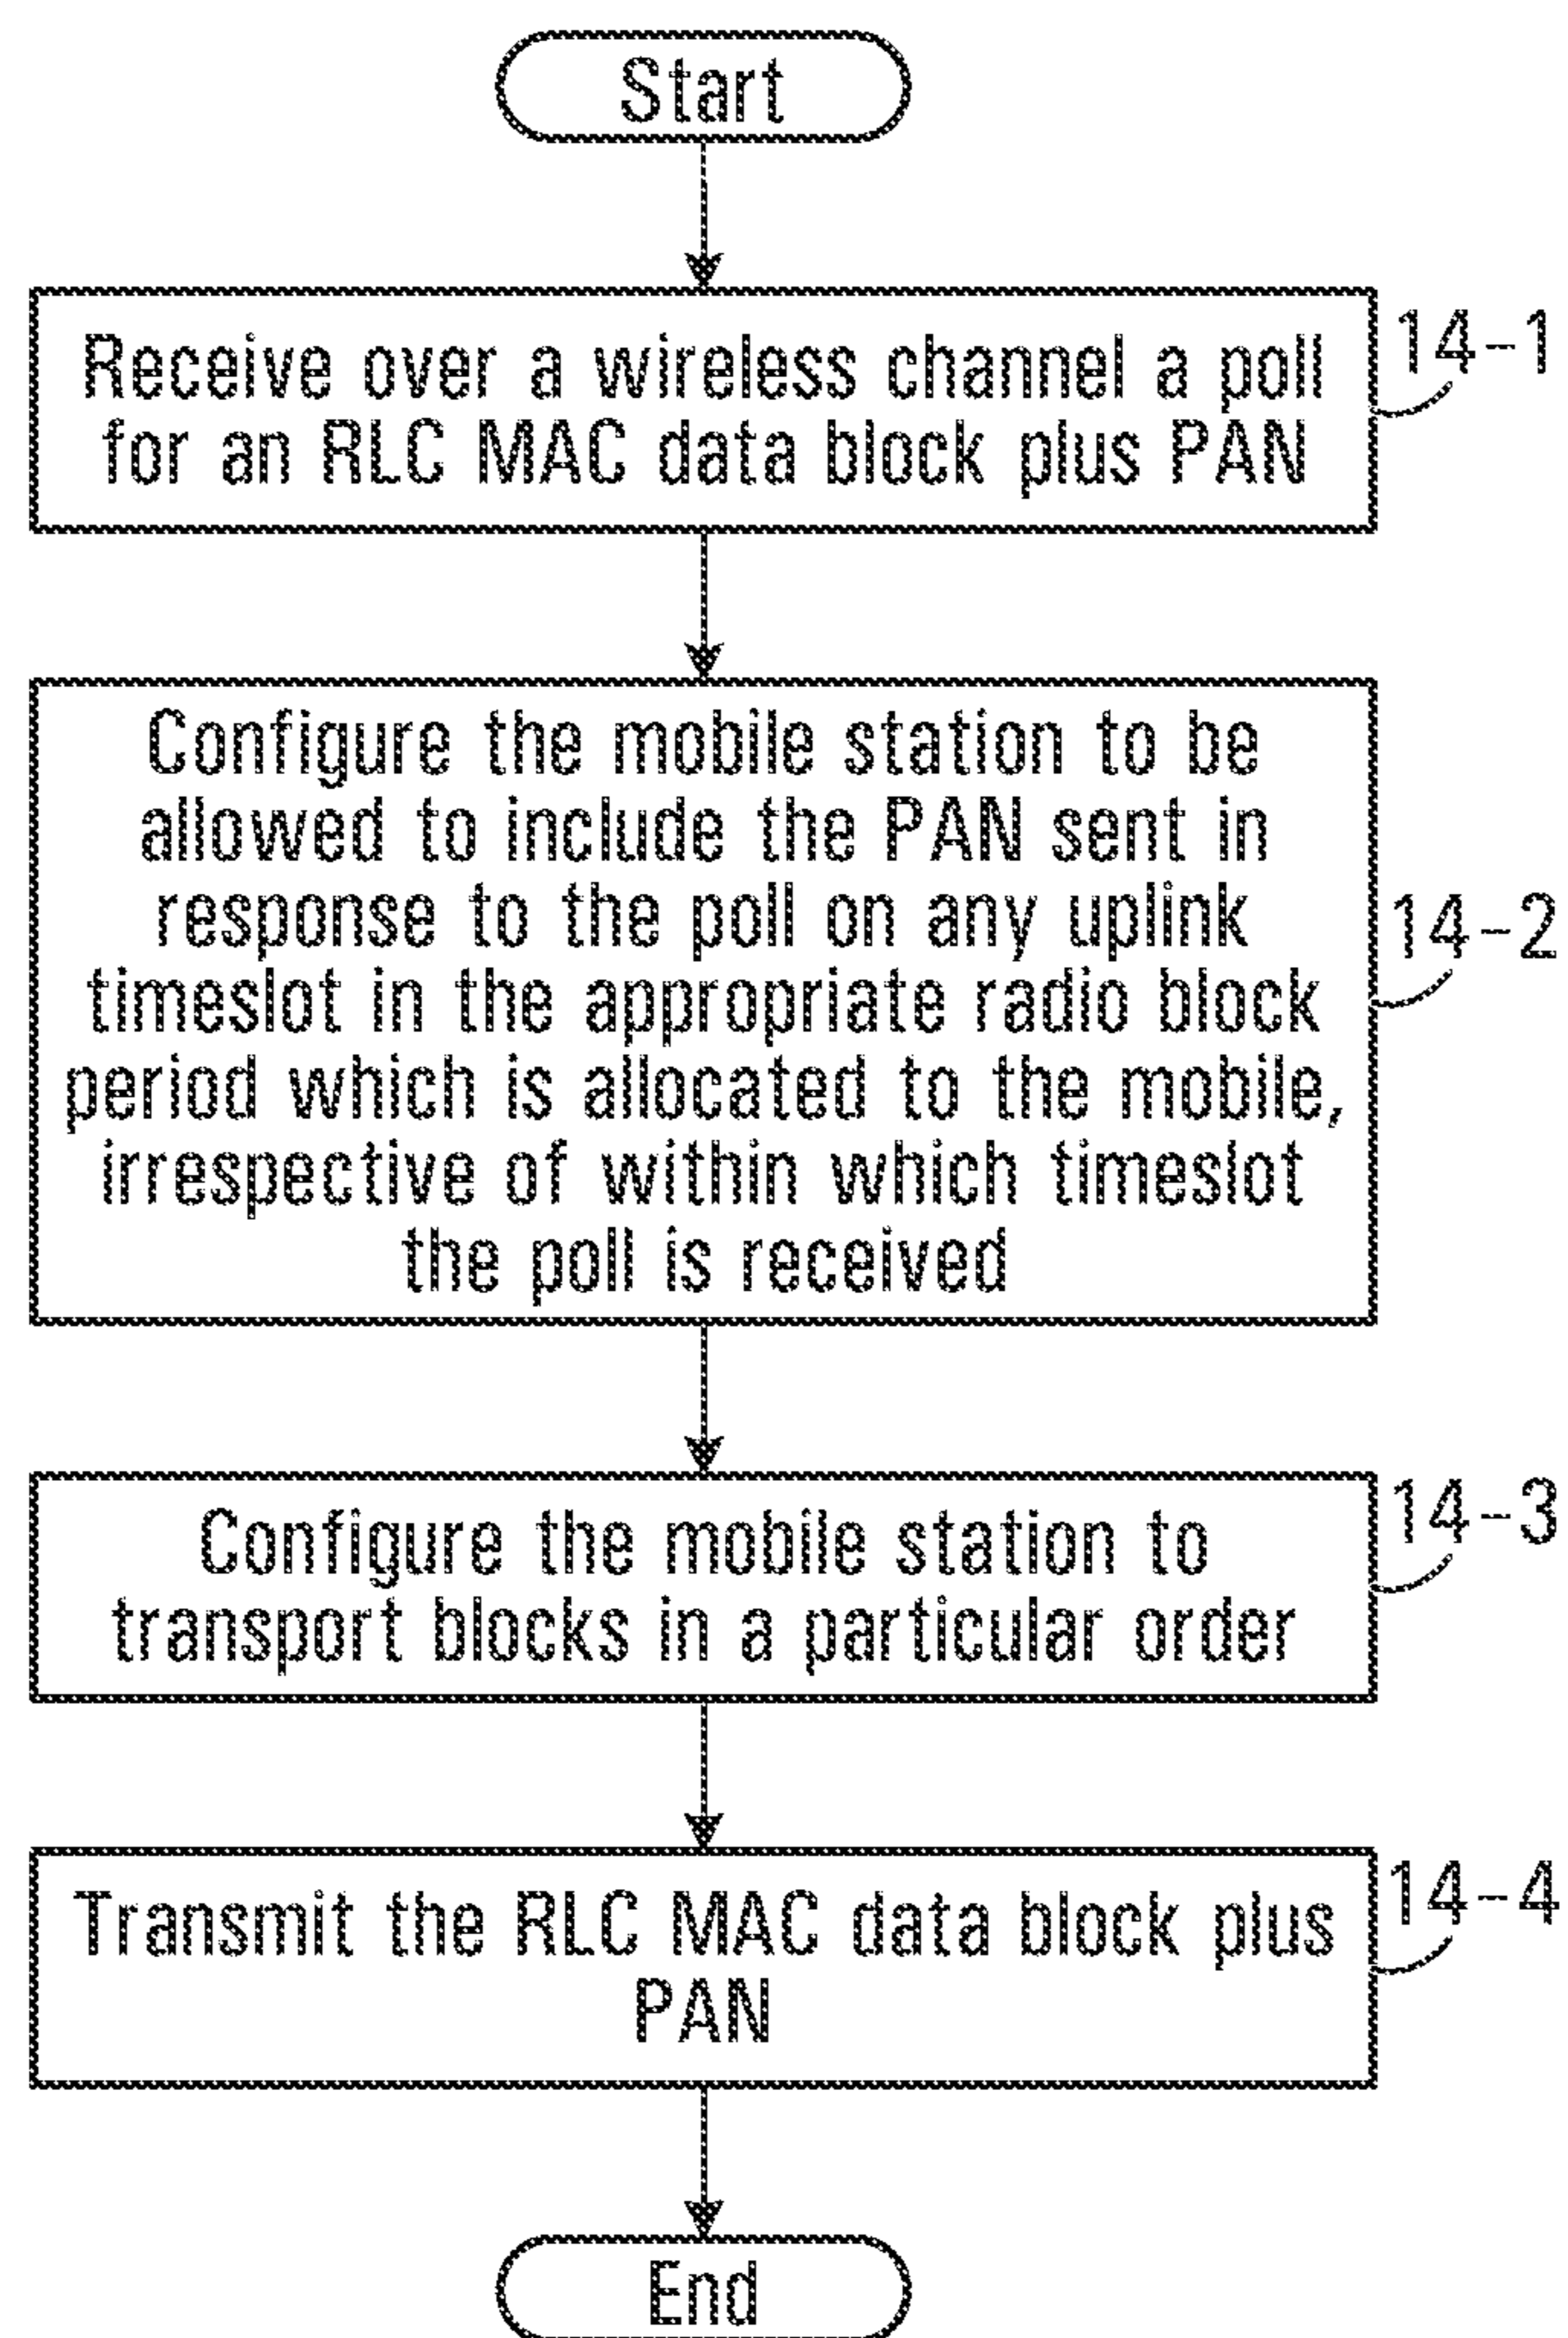 Start
Receive over a wireless channel a poll
for an RLC MAC data block plus PAN
14-1
Configure the mobile station to be
allowed to include the PAN sent in
response to the poll on any uplink
timeslot in the appropriate radio block
period which is allocated to the mobile,
irrespective of within which timeslot
the poll is received
14-2
Configure the mobile station to
transport blocks in a particular order
14-3
Transmit the RLC MAC data block plus
PAN
14-4
End